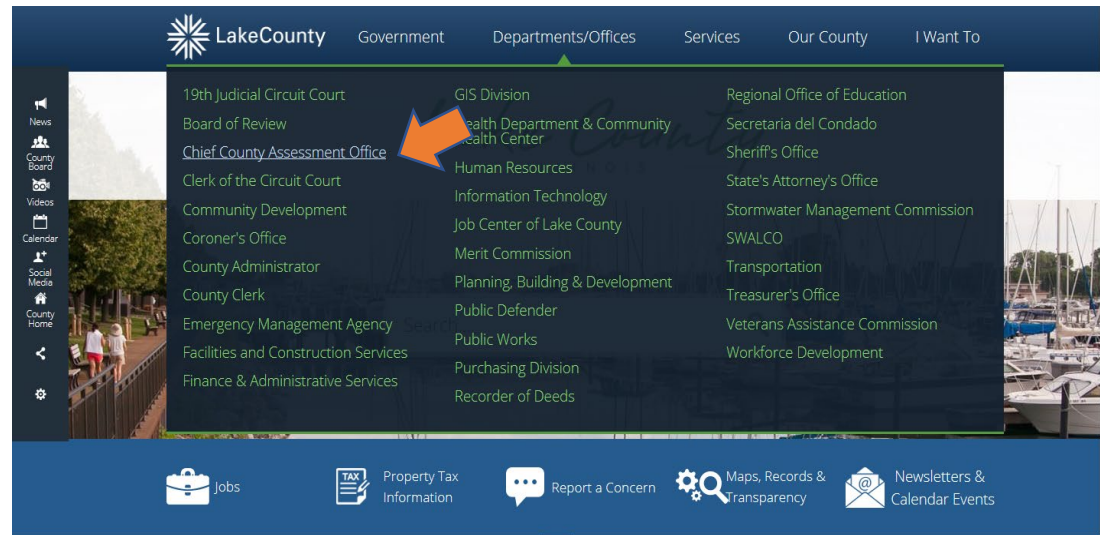 LakeCounty
Government
Departments/Offices
Services
Our County
I Want To
News
County
Board
Videos
Calendar
Social
Media
County
Home
19th Judicial Circuit Court
Board of Review
Chief County Assessment Office
Clerk of the Circuit Court
Community Development
Coroner's Office
County Administrator
County Clerk
Emergency Management Agency
Facilities and Construction Services
Finance & Administrative Services
GIS Division
Health Department & Community
Health Center
Human Resources
Information Technology
Job Center of Lake County
Merit Commission
Planning, Building & Development
Public Defender
Public Works
Purchasing Division
Recorder of Deeds
Regional Office of Education
Secretaria del Condado
Sheriff's Office
State's Attorney's Office
Stormwater Management Commission
SWALCO
Transportation
Treasurer's Office
Veterans Assistance Commission
Workforce Development
Lake County
Search
Jobs
TAX
Property Tax
Information
Report a Concern
Maps, Records &
Transparency
@
Newsletters &
Calendar Events